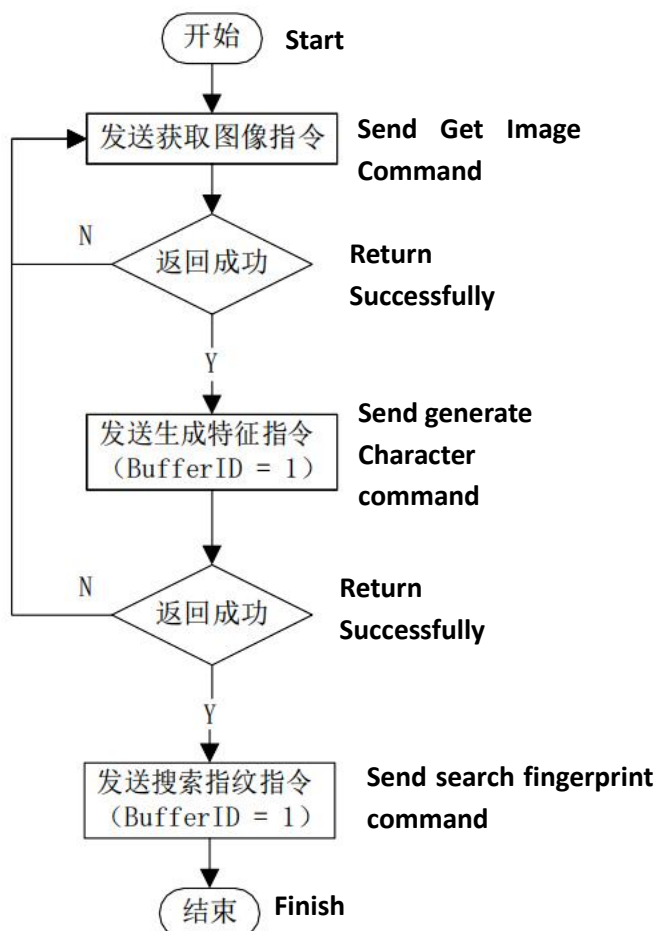 开始 Start
发送获取图像指令 Send Get Image
Command
N
返回成功 Return
Successfully
Y
发送生成特征指令 Send generate
(BufferID = 1) Character
command
N
返回成功 Return
Successfully
Y
发送搜索指纹指令 Send search fingerprint
(BufferID = 1) command
结束 Finish